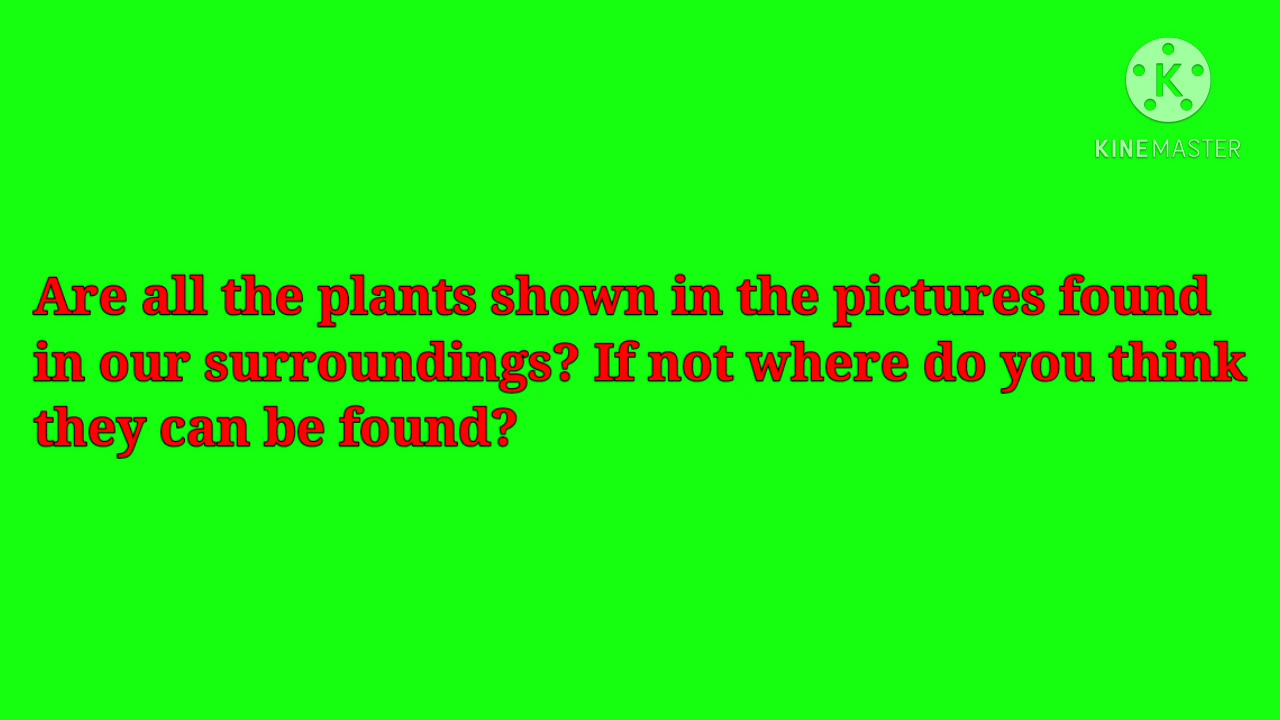 K
KINEMASTER
Are all the plants shown in the pictures found
in our surroundings? If not where do you think
they can be found?